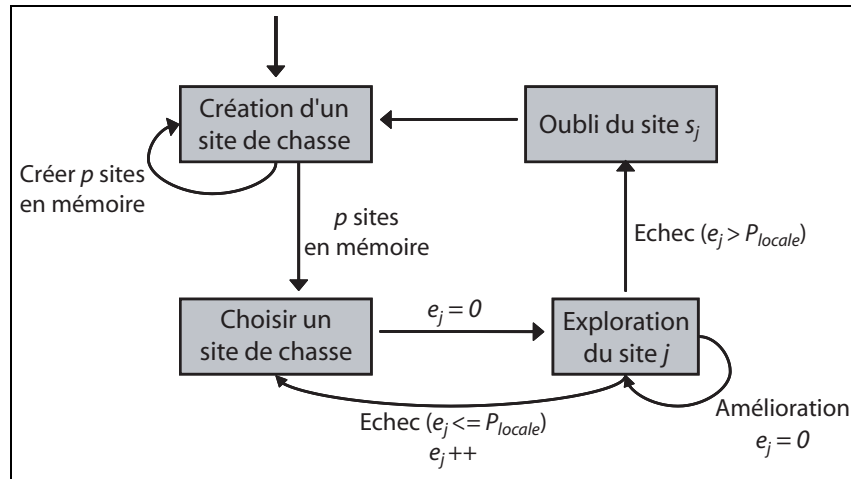 Création d'un
site de chasse
Oubli du site sj
Créer p sites
en mémoire
p sites
en mémoire
Echec (ej > Plocale)
Choisir un
site de chasse
ej = 0
Exploration
du site j
Echec (ej <= Plocale)
ej ++
Amélioration
ej = 0